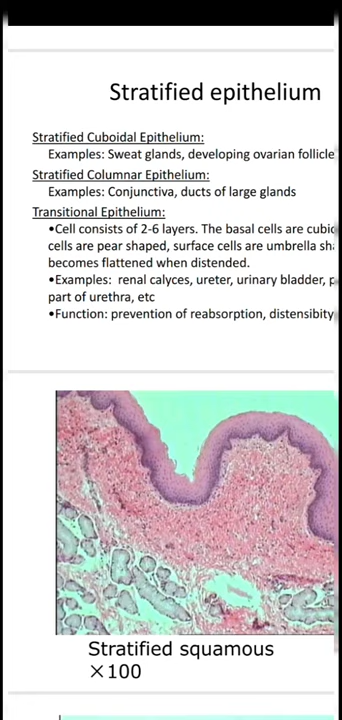 Stratified epithelium
Stratified Cuboidal Epithelium:
Examples: Sweat glands, developing ovarian follicle
Stratified Columnar Epithelium:
Examples: Conjunctiva, ducts of large glands
Transitional Epithelium:
•Cell consists of 2-6 layers. The basal cells are
cells are pear shaped, surface cells are umbrella
becomes flattened when distended.
•Examples: renal calyces, ureter, urinary bladder,
part of urethra, etc
•Function: prevention of reabsorption, distensibity
Stratified squamous
×100